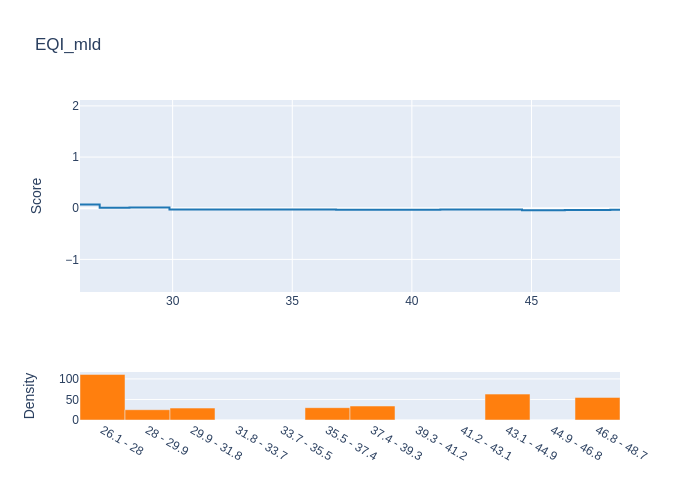 EQI_mld
2
1
0
−1
Score
30
35
40
45
100
50
0
Density
26.1 - 28
28 - 29.9
29.9 - 31.8
31.8 - 33.7
33.7 - 35.5
35.5 - 37.4
37.4 - 39.3
39.3 - 41.2
41.2 - 43.1
43.1 - 44.9
44.9 - 46.8
46.8 - 48.7